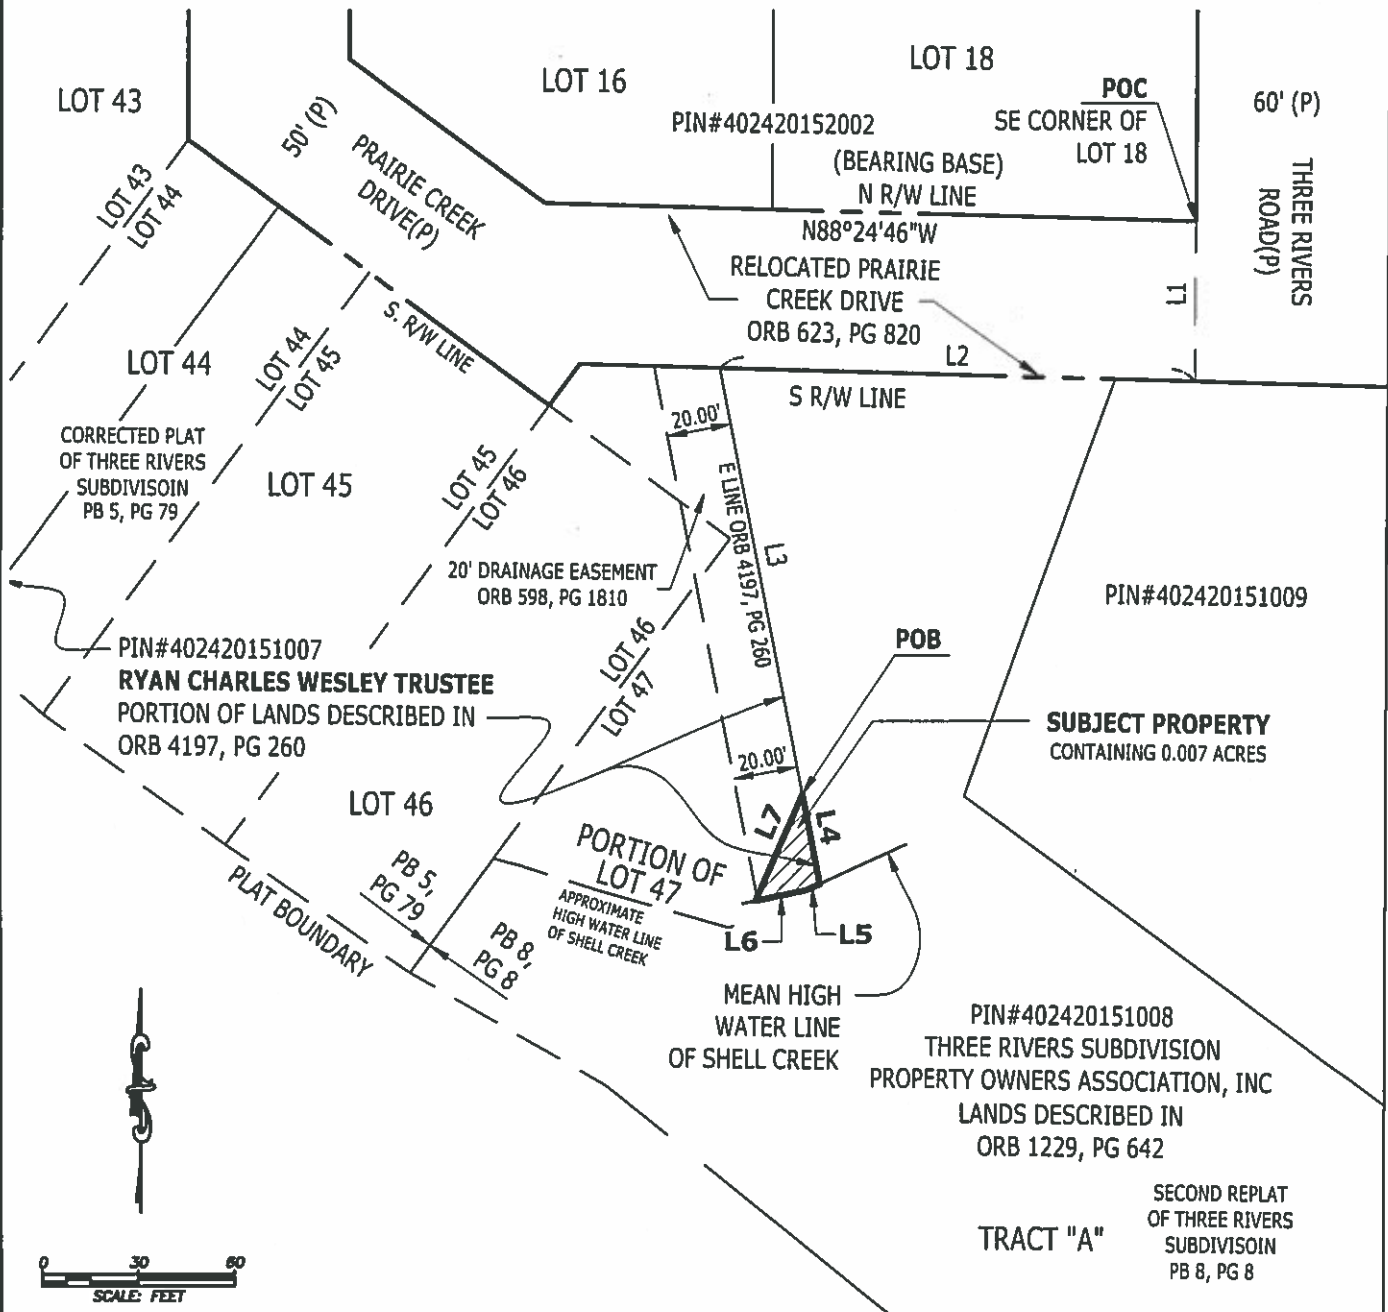 LOT 43
50' (P)
PRAIRIE CREEK
DRIVE(P)
LOT 16
LOT 18
PIN#402420152002
POC
SE CORNER OF
LOT 18
60' (P)
THREE RIVERS
ROAD(P)
(BEARING BASE)
N R/W LINE
N88°24'46"W
LOT 43
LOT 44
RELOCATED PRAIRIE
CREEK DRIVE
ORB 623, PG 820
L1
L2
S. R/W LINE
S R/W LINE
LOT 44
LOT 44
LOT 45
20.00'
CORRECTED PLAT
OF THREE RIVERS
SUBDIVISOIN
PB 5, PG 79
LOT 45
LOT 45
LOT 46
E LINE ORB 4197, PG 260
L3
20' DRAINAGE EASEMENT
ORB 598, PG 1810
PIN#402420151009
PIN#402420151007
RYAN CHARLES WESLEY TRUSTEE
PORTION OF LANDS DESCRIBED IN
ORB 4197, PG 260
LOT 46
LOT 47
POB
SUBJECT PROPERTY
CONTAINING 0.007 ACRES
20.00'
LOT 46
L7
L4
PORTION OF
LOT 47
APPROXIMATE
HIGH WATER LINE
OF SHELL CREEK
L6
L5
PB 5,
PG 79
PB 8,
PG 8
PLAT BOUNDARY
MEAN HIGH
WATER LINE
OF SHELL CREEK
PIN#402420151008
THREE RIVERS SUBDIVISION
PROPERTY OWNERS ASSOCIATION, INC
LANDS DESCRIBED IN
ORB 1229, PG 642
TRACT "A"
SECOND REPLAT
OF THREE RIVERS
SUBDIVISOIN
PB 8, PG 8
0 30 60
SCALE: FEET